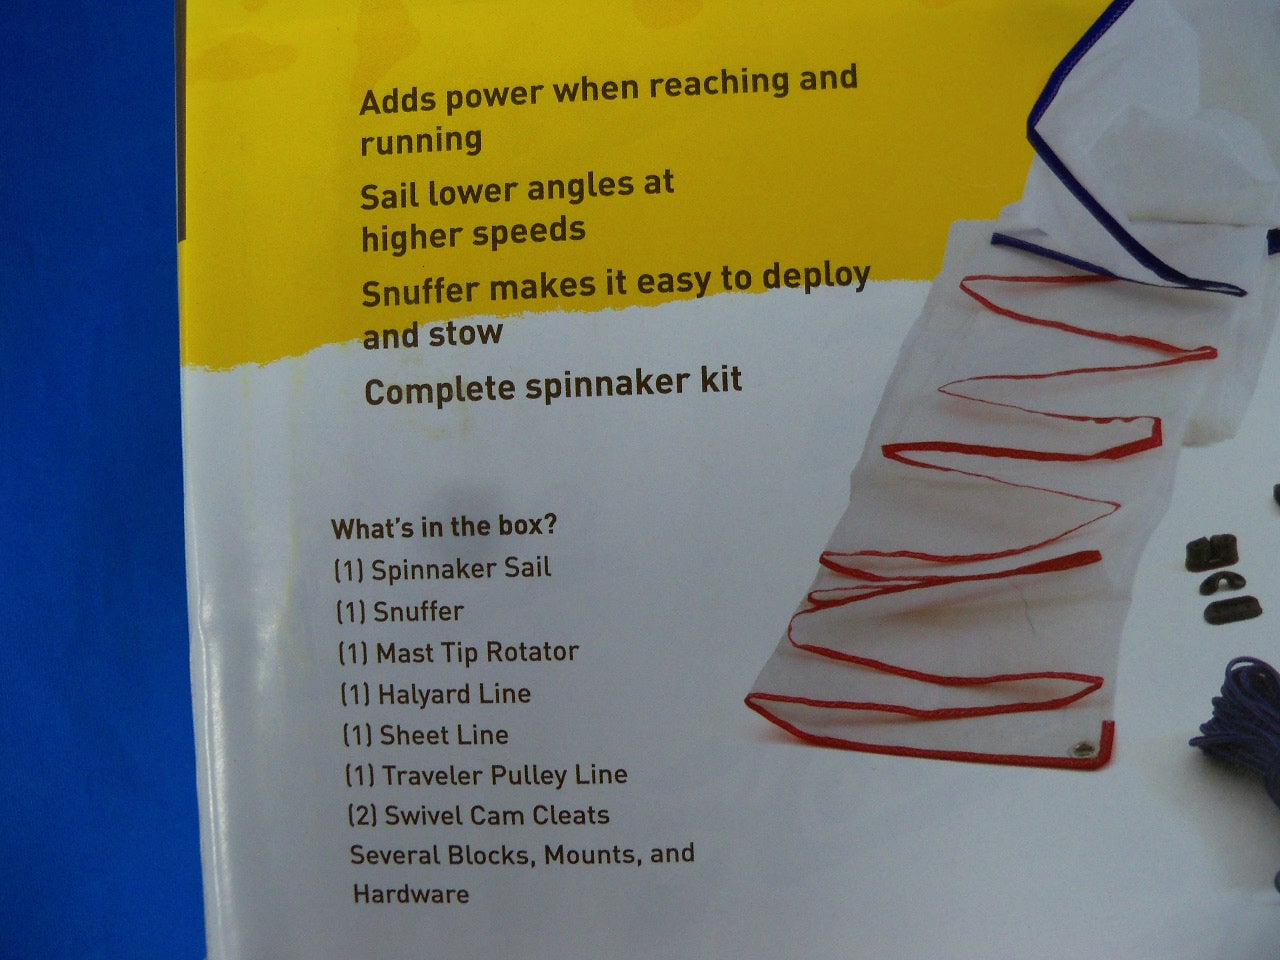 Adds power when reaching and
running
Sail lower angles at
higher speeds
Snuffer makes it easy to deploy
and stow
Complete spinnaker kit
What's in the box?
(1) Spinnaker Sail
(1) Snuffer
(1) Mast Tip Rotator
(1) Halyard Line
(1) Sheet Line
(1) Traveler Pulley Line
(2) Swivel Cam Cleats
Several Blocks, Mounts, and
Hardware